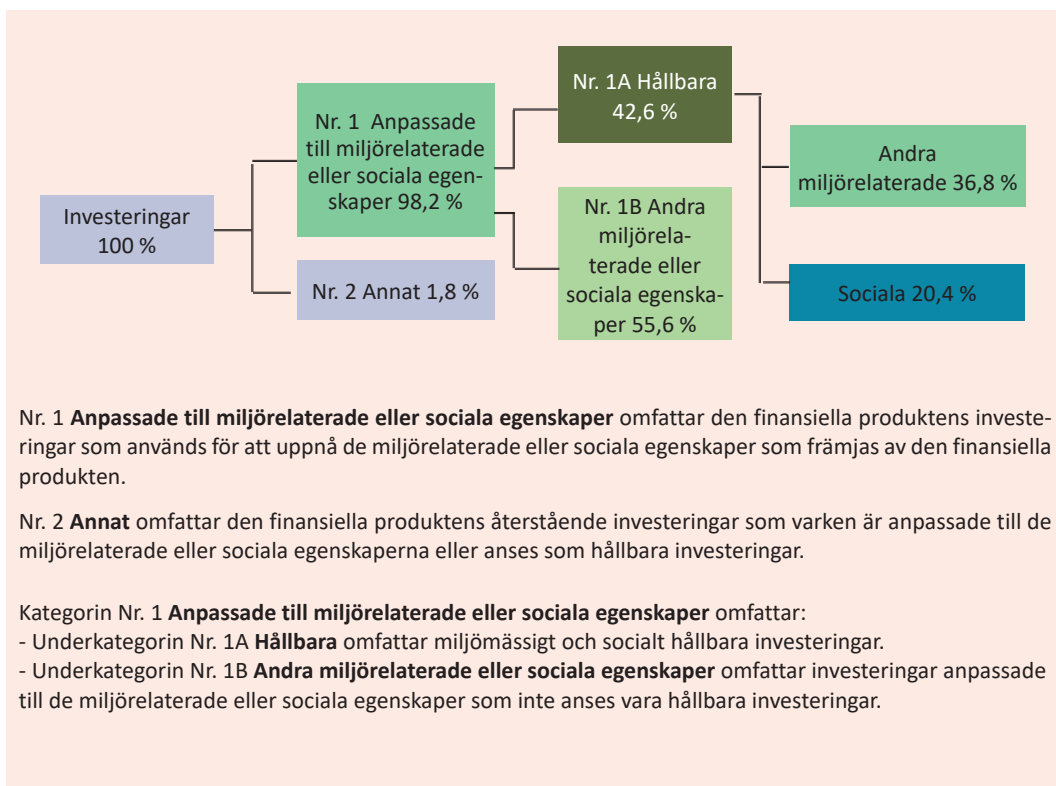 Investeringar
100 %
Nr. 1 Anpassade
till miljörelaterade
eller sociala egen-
skaper 98,2 %
Nr. 2 Annat 1,8 %
Nr. 1A Hållbara
42,6 %
Nr. 1B Andra
miljörela-
terade eller
sociala egenska-
per 55,6 %
Andra
miljörelaterade 36,8 %
Sociala 20,4 %
Nr. 1 Anpassade till miljörelaterade eller sociala egenskaper omfattar den finansiella produktens investe-
ringar som används för att uppnå de miljörelaterade eller sociala egenskaper som främjas av den finansiella
produkten.
Nr. 2 Annat omfattar den finansiella produktens återstående investeringar som varken är anpassade till de
miljörelaterade eller sociala egenskaperna eller anses som hållbara investeringar.
Kategorin Nr. 1 Anpassade till miljörelaterade eller sociala egenskaper omfattar:
- Underkategorin Nr. 1A Hållbara omfattar miljömässigt och socialt hållbara investeringar.
- Underkategorin Nr. 1B Andra miljörelaterade eller sociala egenskaper omfattar investeringar anpassade
till de miljörelaterade eller sociala egenskaper som inte anses vara hållbara investeringar.